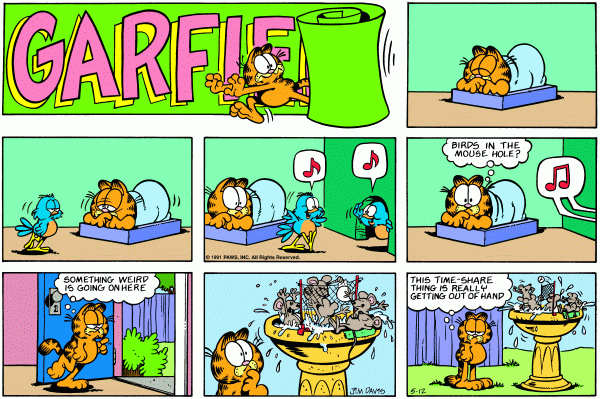 GARFIE
BIRDS IN THE
MOUSE HOLE?
© 1991 PAWS, INC. All Rights Reserved.
SOMETHING WEIRD
IS GOING ON HERE
JIM DAVIS
THIS TIME-SHARE
THING IS REALLY
GETTING OUT OF HAND
5-12